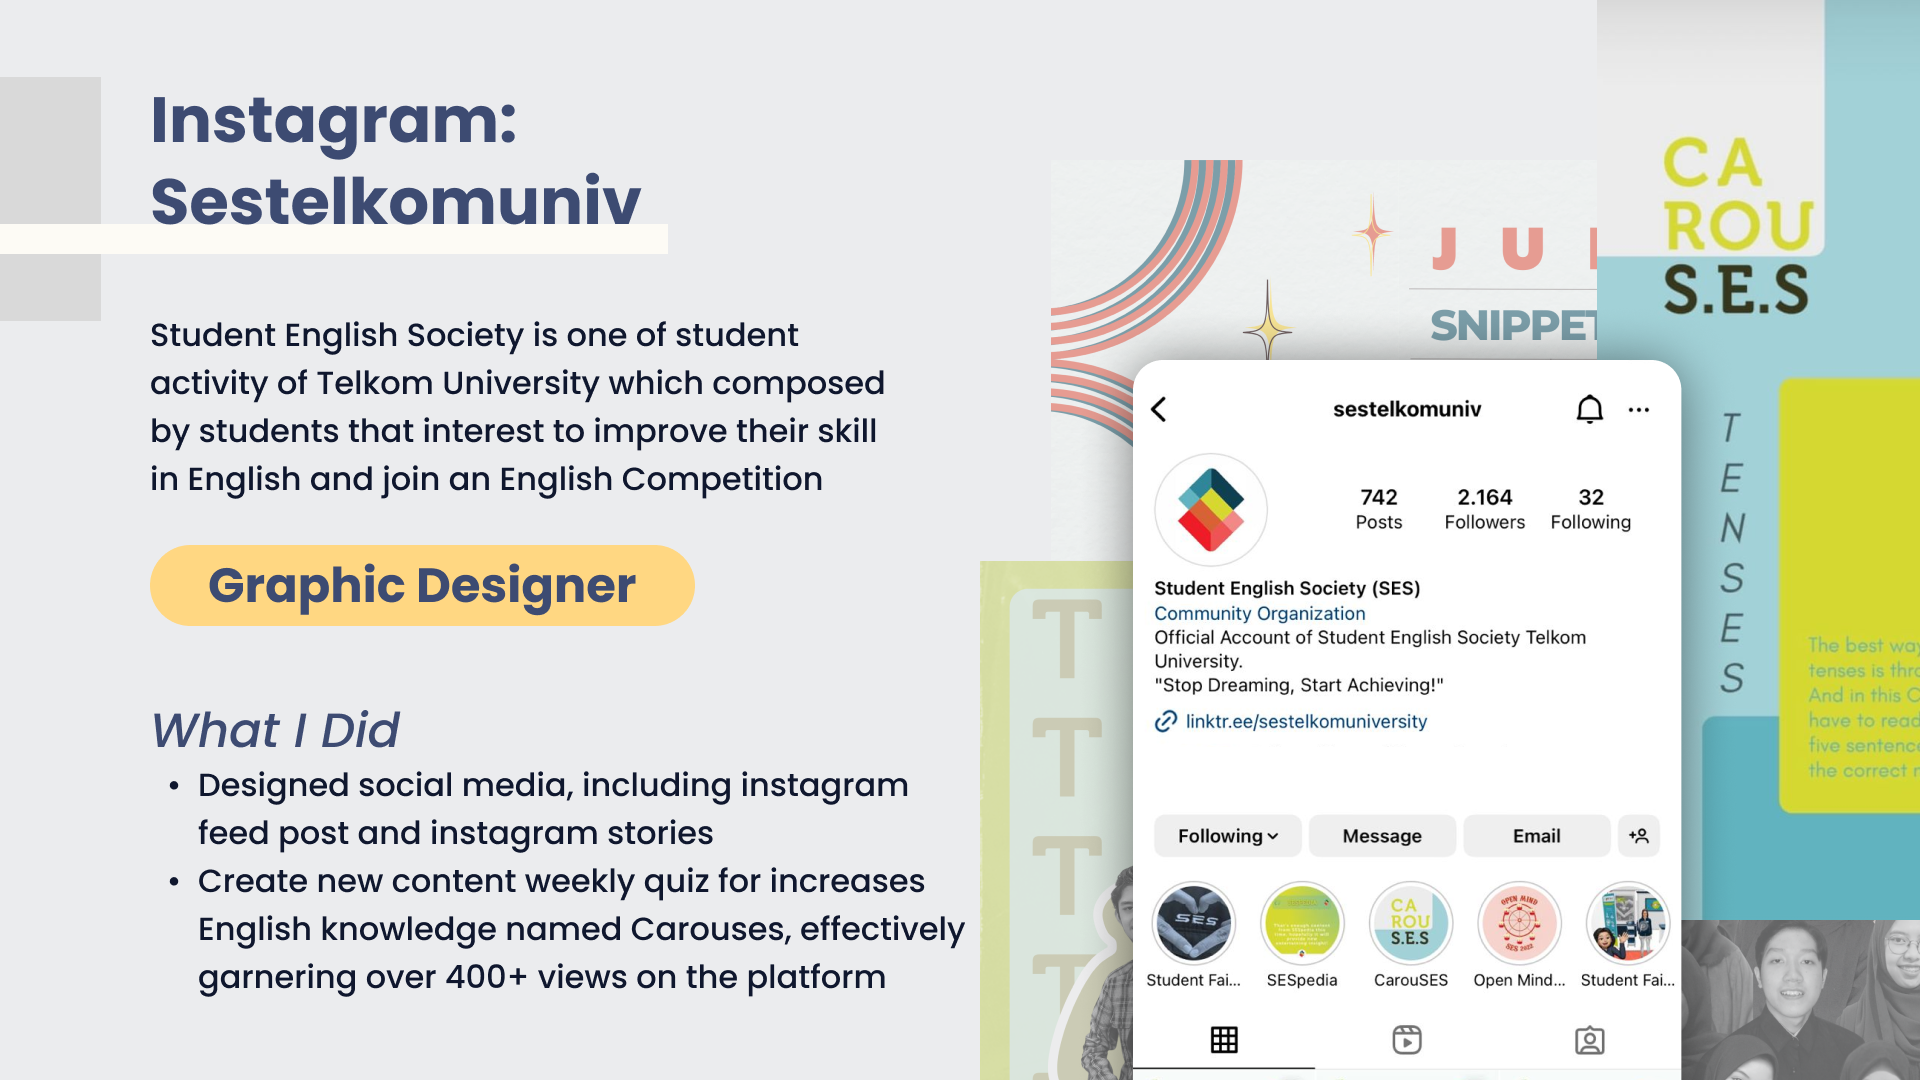 Instagram:
Sestelkomuniv
Student English Society is one of student
activity of Telkom University which composed
by students that interest to improve their skill
in English and join an English Competition
Graphic Designer
What I Did
• Designed social media, including instagram
feed post and instagram stories
• Create new content weekly quiz for increases
English knowledge named Carouses, effectively
garnering over 400+ views on the platform
J U
SNIPPET
CA
ROU
S.E.S
T
E
N
S
E
S
The best way
tenses is thro
And in this C
have to read
five sentence
the correct
T
T
T
T
sestelkomuniv
742 2.164 32
Posts Followers Following
Student English Society (SES)
Community Organization
Official Account of Student English Society Telkom
University.
"Stop Dreaming, Start Achieving!"
linktr.ee/sestelkomuniversity
Following Message Email
SES
CA
ROU
S.E.S
OPEN MIND
SES 2022
Student Fai... SESpedia CarouSES Open Mind... Student Fai...